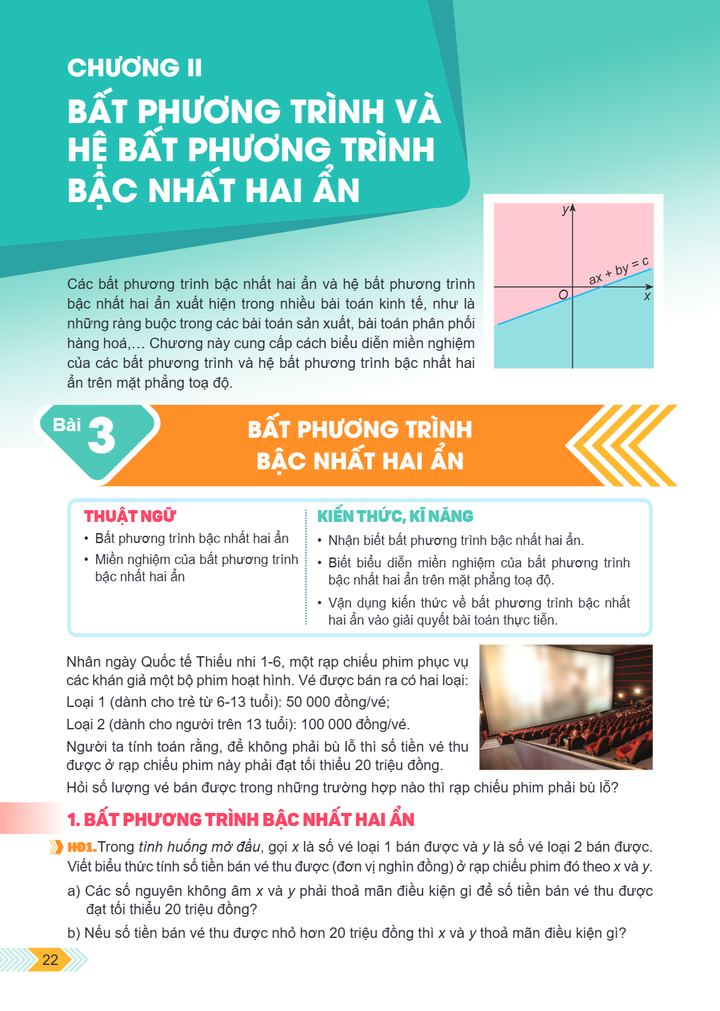 CHƯƠNG II
BẤT PHƯƠNG TRÌNH VÀ
HỆ BẤT PHƯƠNG TRÌNH
BẬC NHẤT HAI ẨN
y
ax + by = c
O
x
Các bất phương trình bậc nhất hai ẩn và hệ bất phương trình
bậc nhất hai ẩn xuất hiện trong nhiều bài toán kinh tế, như là
những ràng buộc trong các bài toán sản xuất, bài toán phân phối
hàng hoá,… Chương này cung cấp cách biểu diễn miền nghiệm
của các bất phương trình và hệ bất phương trình bậc nhất hai
ẩn trên mặt phẳng toạ độ.
Bài 3
BẤT PHƯƠNG TRÌNH
BẬC NHẤT HAI ẨN
THUẬT NGỮ
• Bất phương trình bậc nhất hai ẩn
• Miền nghiệm của bất phương trình
bậc nhất hai ẩn
KIẾN THỨC, KĨ NĂNG
• Nhận biết bất phương trình bậc nhất hai ẩn.
• Biết biểu diễn miền nghiệm của bất phương trình
bậc nhất hai ẩn trên mặt phẳng toạ độ.
• Vận dụng kiến thức về bất phương trình bậc nhất
hai ẩn vào giải quyết bài toán thực tiễn.
Nhân ngày Quốc tế Thiếu nhi 1-6, một rạp chiếu phim phục vụ
các khán giả một bộ phim hoạt hình. Vé được bán ra có hai loại:
Loại 1 (dành cho trẻ từ 6-13 tuổi): 50 000 đồng/vé;
Loại 2 (dành cho người trên 13 tuổi): 100 000 đồng/vé.
Người ta tính toán rằng, để không phải bù lỗ thì số tiền vé thu
được ở rạp chiếu phim này phải đạt tối thiểu 20 triệu đồng.
Hỏi số lượng vé bán được trong những trường hợp nào thì rạp chiếu phim phải bù lỗ?
1. BẤT PHƯƠNG TRÌNH BẬC NHẤT HAI ẨN
HĐ1.Trong tình huống mở đầu, gọi x là số vé loại 1 bán được và y là số vé loại 2 bán được.
Viết biểu thức tính số tiền bán vé thu được (đơn vị nghìn đồng) ở rạp chiếu phim đó theo x và y.
a) Các số nguyên không âm x và y phải thoả mãn điều kiện gì để số tiền bán vé thu được
đạt tối thiểu 20 triệu đồng?
b) Nếu số tiền bán vé thu được nhỏ hơn 20 triệu đồng thì x và y thoả mãn điều kiện gì?
22